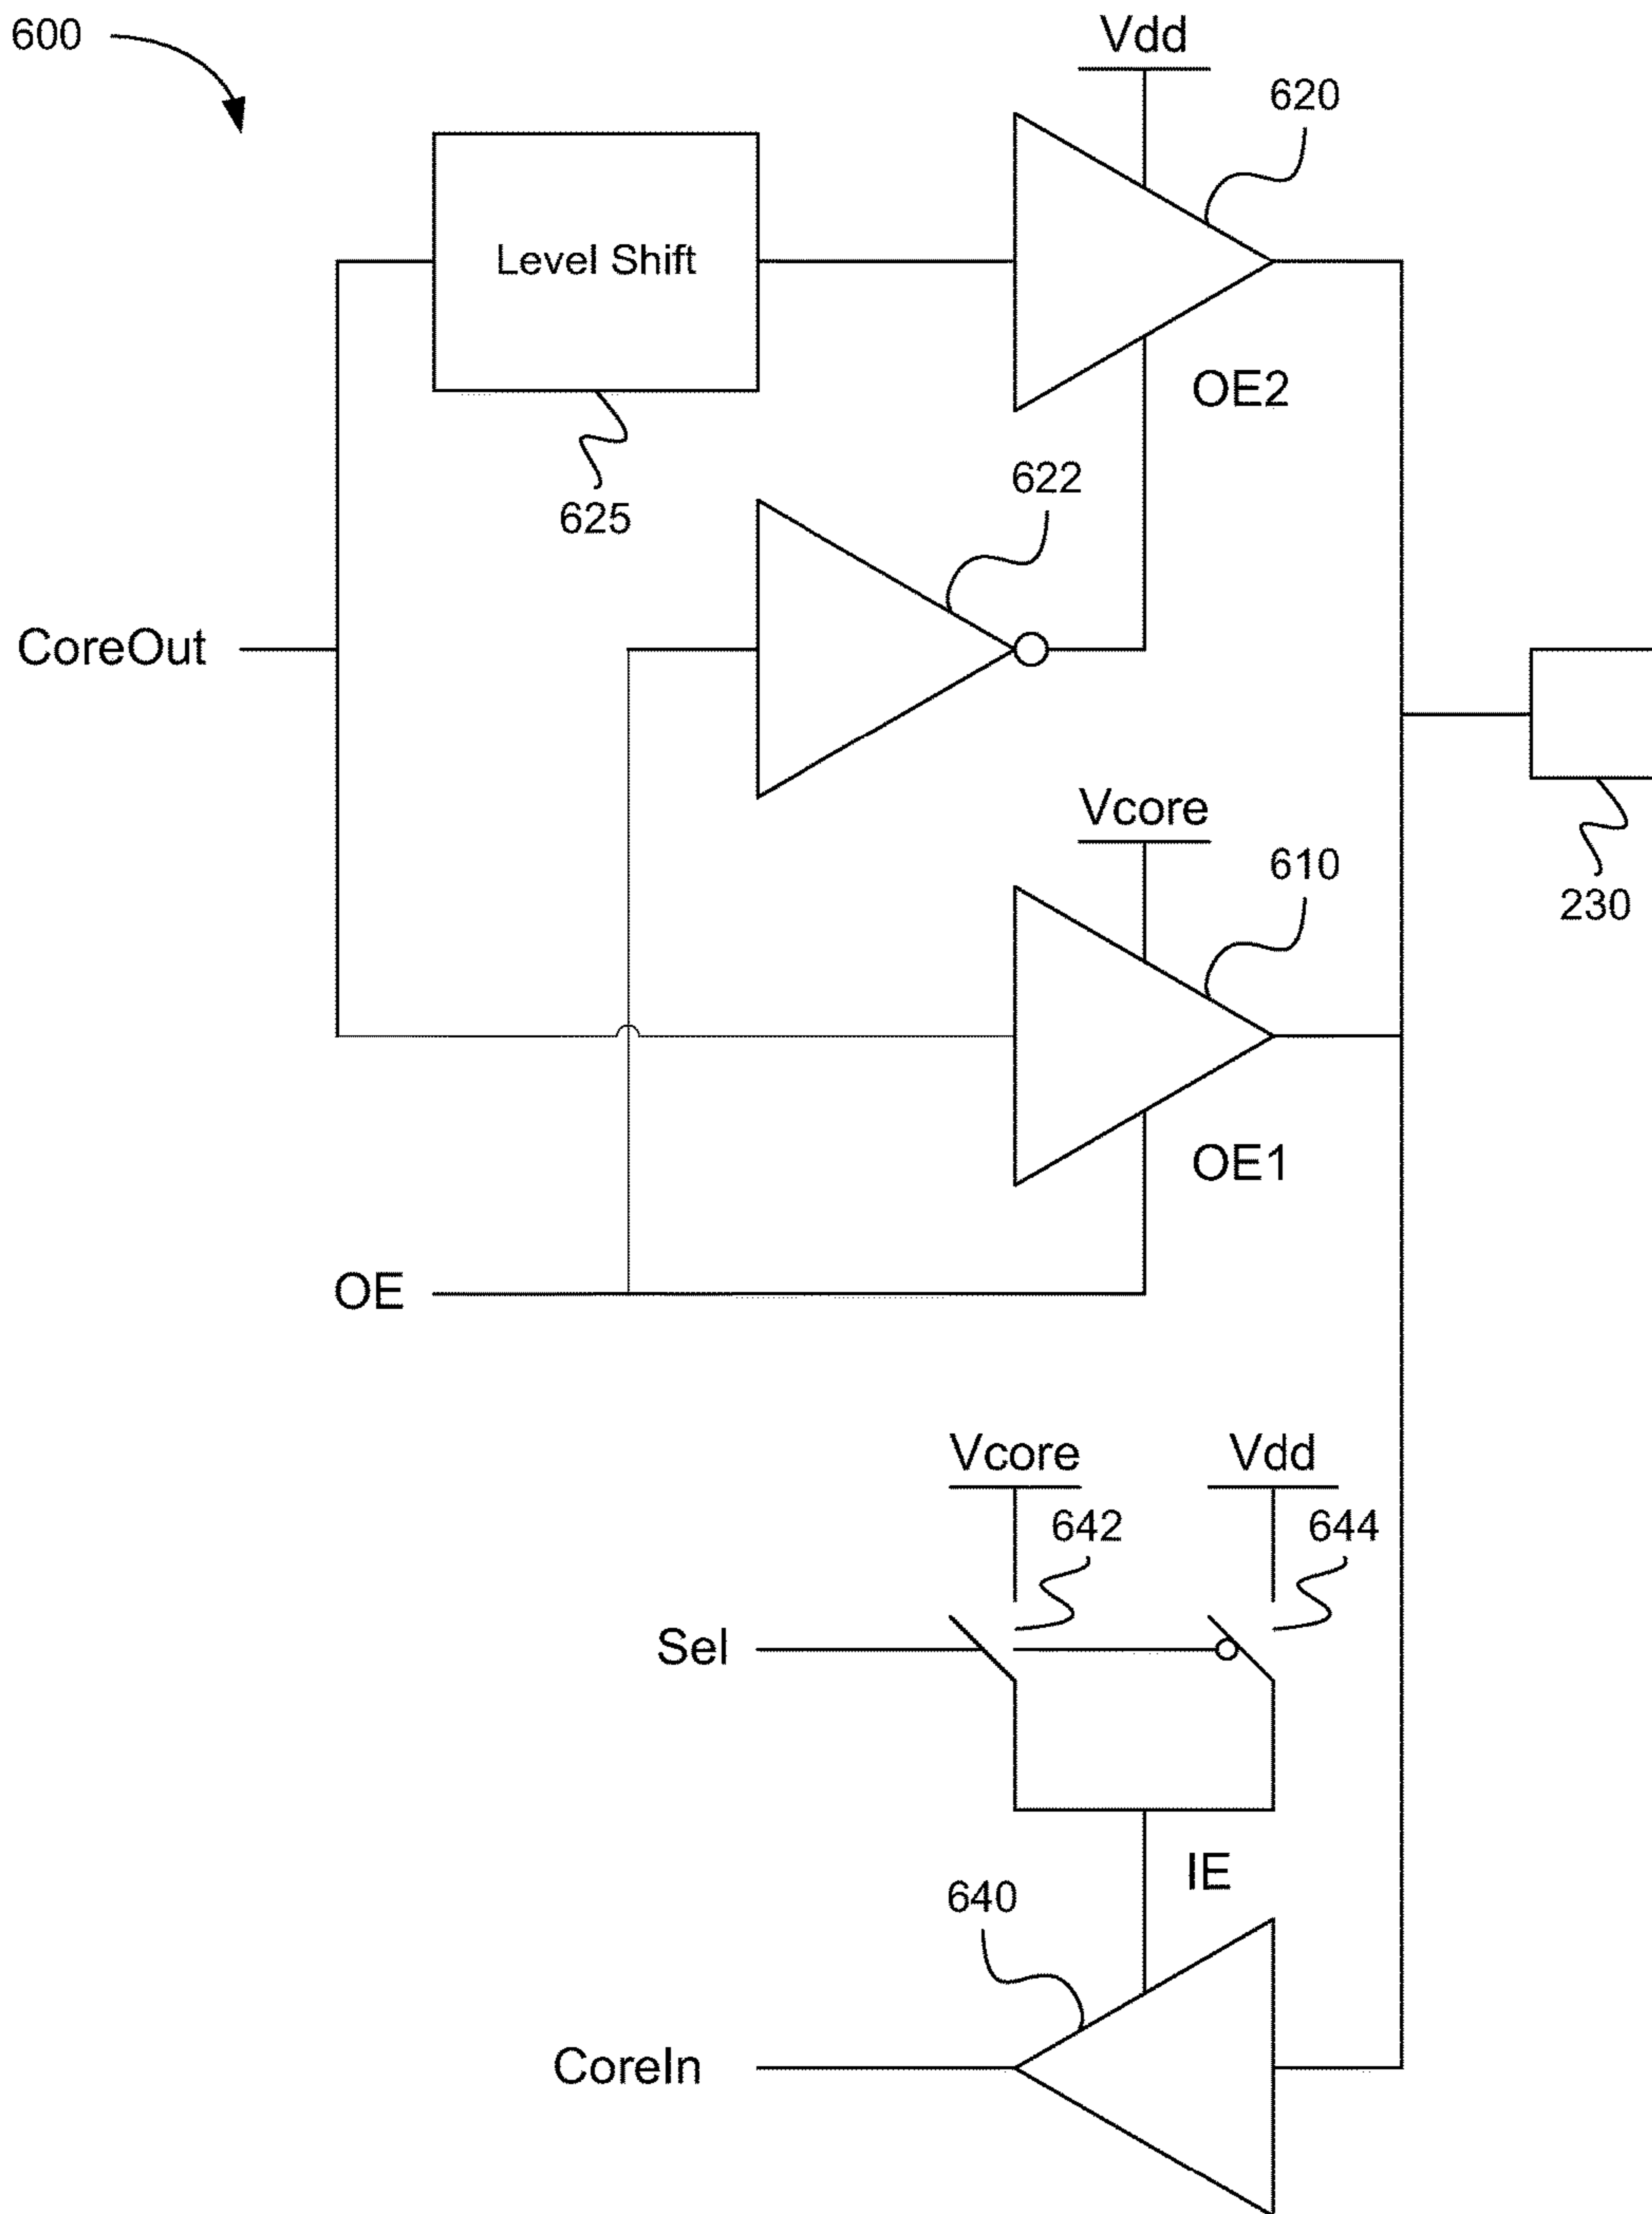 600
Vdd
620
Level Shift
OE2
622
625
CoreOut
Vcore
610
230
OE1
OE
Vcore
Vdd
642
644
Sel
IE
640
CoreIn